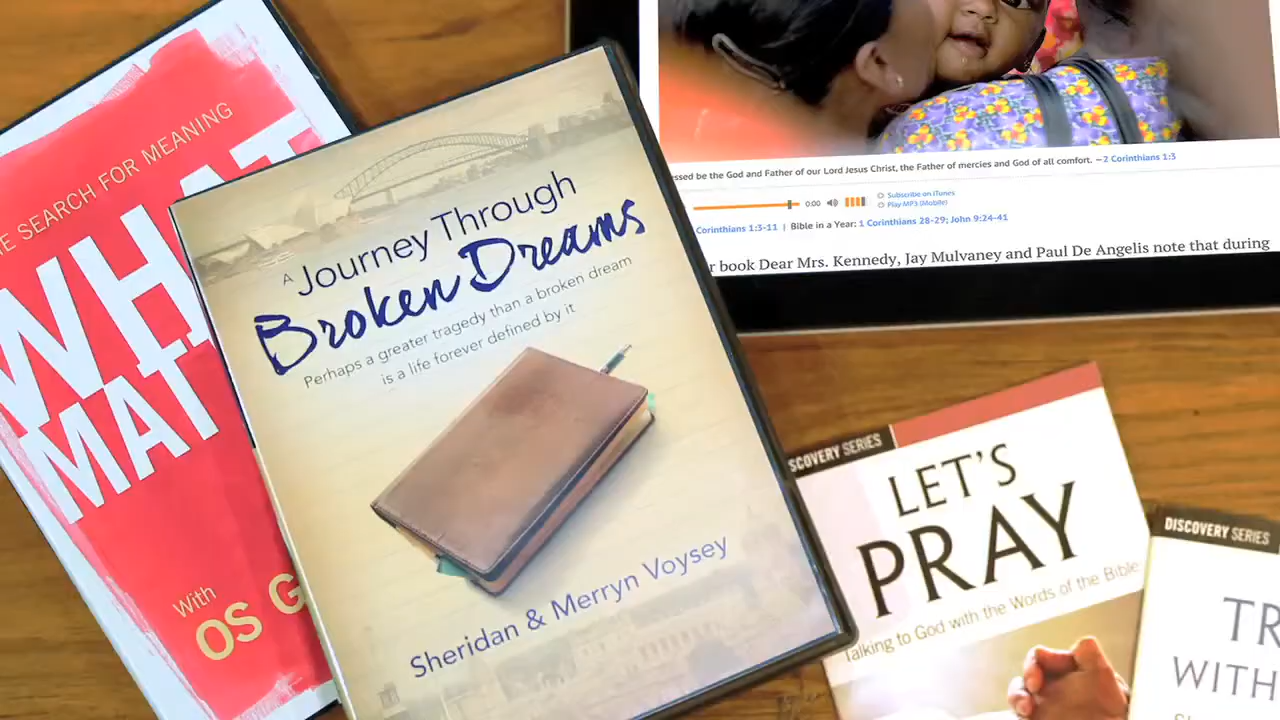 SEARCH FOR MEANING
MAT
With
OS
A JOURNEY THROUGH
Broken Dreams
Perhaps a greater tragedy than a broken dream
is a life forever defined by it
Sheridan & Merryn Voysey
be the God and Father of our Lord Jesus Christ, the Father of mercies and God of all comfort. —2 Corinthians 1:3
0:00
Subscribe on iTunes
Play MP3 (Mobile)
Corinthians 1:3-11 | Bible in a Year: 1 Corinthians 28-29; John 9:24-41
book Dear Mrs. Kennedy, Jay Mulvaney and Paul De Angelis note that during
SERIES
LET'S
PRAY
Talking to God with the Words of the Bible
DISCOVERY SERIES
TR
WITH